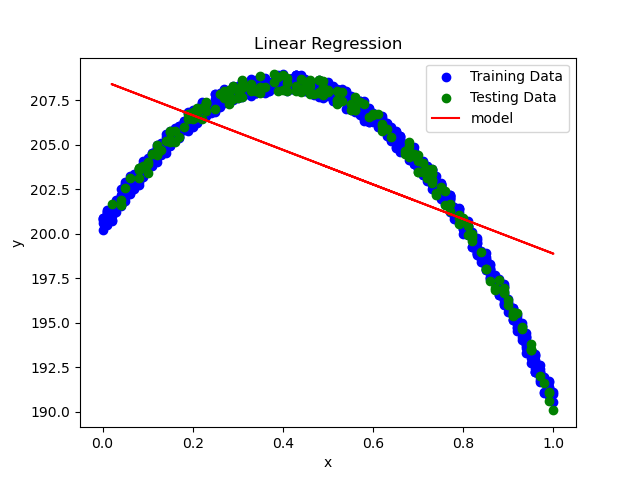 Linear Regression
Training Data
Testing Data
model
207.5
205.0
202.5
200.0
197.5
195.0
192.5
190.0
y
0.0 0.2 0.4 0.6 0.8 1.0
x